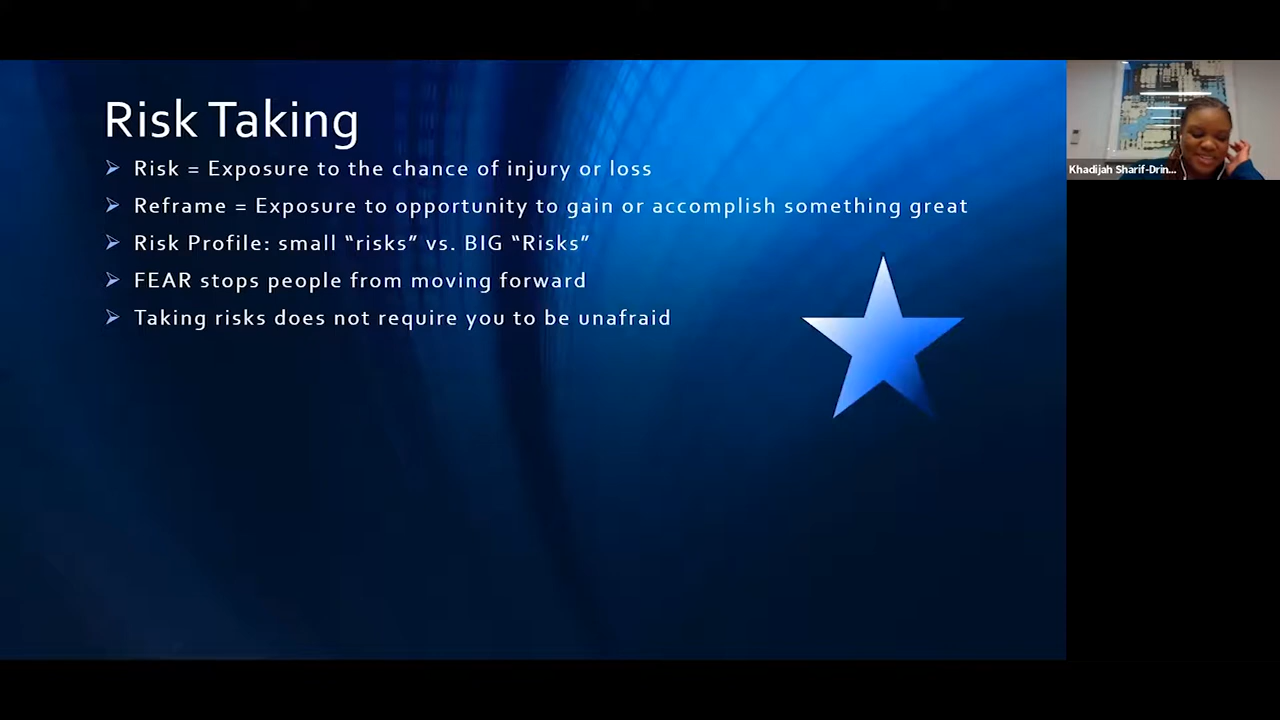 Risk Taking
Risk = Exposure to the chance of injury or loss
Reframe = Exposure to opportunity to gain or accomplish something great
Risk Profile: small “risks” vs. BIG “Risks”
FEAR stops people from moving forward
Taking risks does not require you to be unafraid
Khadijah Sharif-Drin...